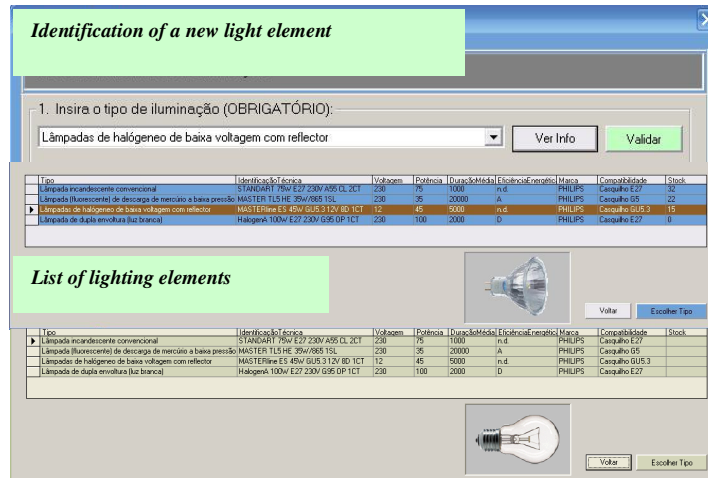 Identification of a new light element
1. Insira o tipo de iluminação (OBRIGATÓRIO):
Lâmpadas de halógeneo de baixa voltagem com reflector
Ver Info
Validar
Tipo IdentificaçãoTécnica Voltagem Potência DuraçãoMédia EficiênciaEnergétic Marca Compatibilidade Stock
Lâmpada incandescente convencional STANDART 75W E27 230V A55 CL 2CT 230 75 1000 n.d. PHILIPS Casquilho E27 32
Lâmpada (fluorescente) de descarga de mercúrio a baixa pressão MASTER TL5 HE 35W/865 1SL 230 35 20000 A PHILIPS Casquilho G5 22
Lâmpadas de halógeneo de baixa voltagem com reflector MASTERline ES 45W GU5.3 12V 8D 1CT 12 45 5000 n.d. PHILIPS Casquilho GU5.3 15
Lâmpada de dupla envoltura (luz branca) HalogenA 100W E27 230V G95 OP 1CT 230 100 2000 D PHILIPS Casquilho E27 0
List of lighting elements
Voltar
Escolher Tipo
Tipo IdentificaçãoTécnica Voltagem Potência DuraçãoMédia EficiênciaEnergétic Marca Compatibilidade Stock
Lâmpada incandescente convencional STANDART 75W E27 230V A55 CL 2CT 230 75 1000 n.d. PHILIPS Casquilho E27
Lâmpada (fluorescente) de descarga de mercúrio a baixa pressão MASTER TL5 HE 35W/865 1SL 230 35 20000 A PHILIPS Casquilho G5
Lâmpadas de halógeneo de baixa voltagem com reflector MASTERline ES 45W GU5.3 12V 8D 1CT 12 45 5000 n.d. PHILIPS Casquilho GU5.3
Lâmpada de dupla envoltura (luz branca) HalogenA 100W E27 230V G95 OP 1CT 230 100 2000 D PHILIPS Casquilho E27
Voltar
Escolher Tipo